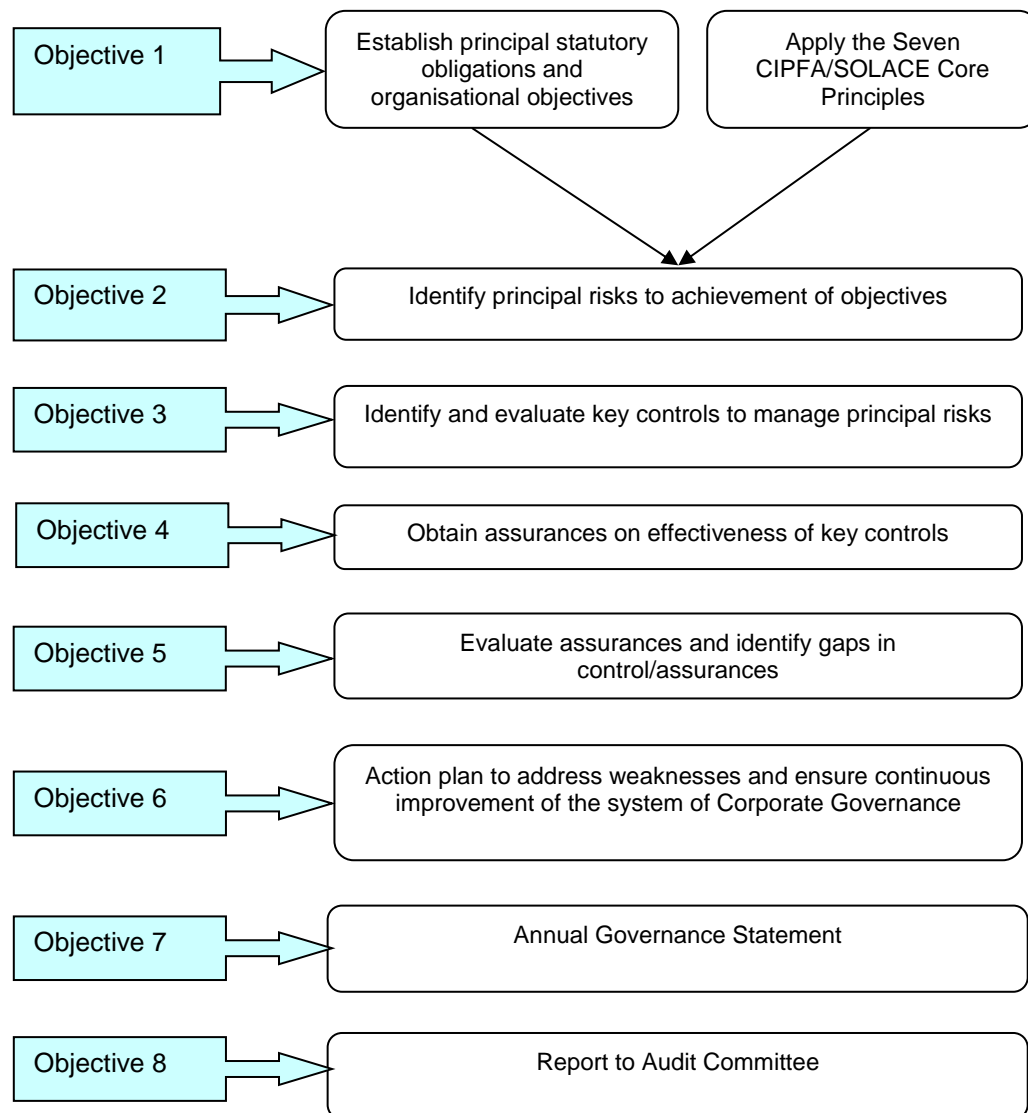 Objective 1
Establish principal statutory
obligations and
organisational objectives
Apply the Seven
CIPFA/SOLACE Core
Principles
Objective 2
Identify principal risks to achievement of objectives
Objective 3
Identify and evaluate key controls to manage principal risks
Objective 4
Obtain assurances on effectiveness of key controls
Objective 5
Evaluate assurances and identify gaps in
control/assurances
Objective 6
Action plan to address weaknesses and ensure continuous
improvement of the system of Corporate Governance
Objective 7
Annual Governance Statement
Objective 8
Report to Audit Committee